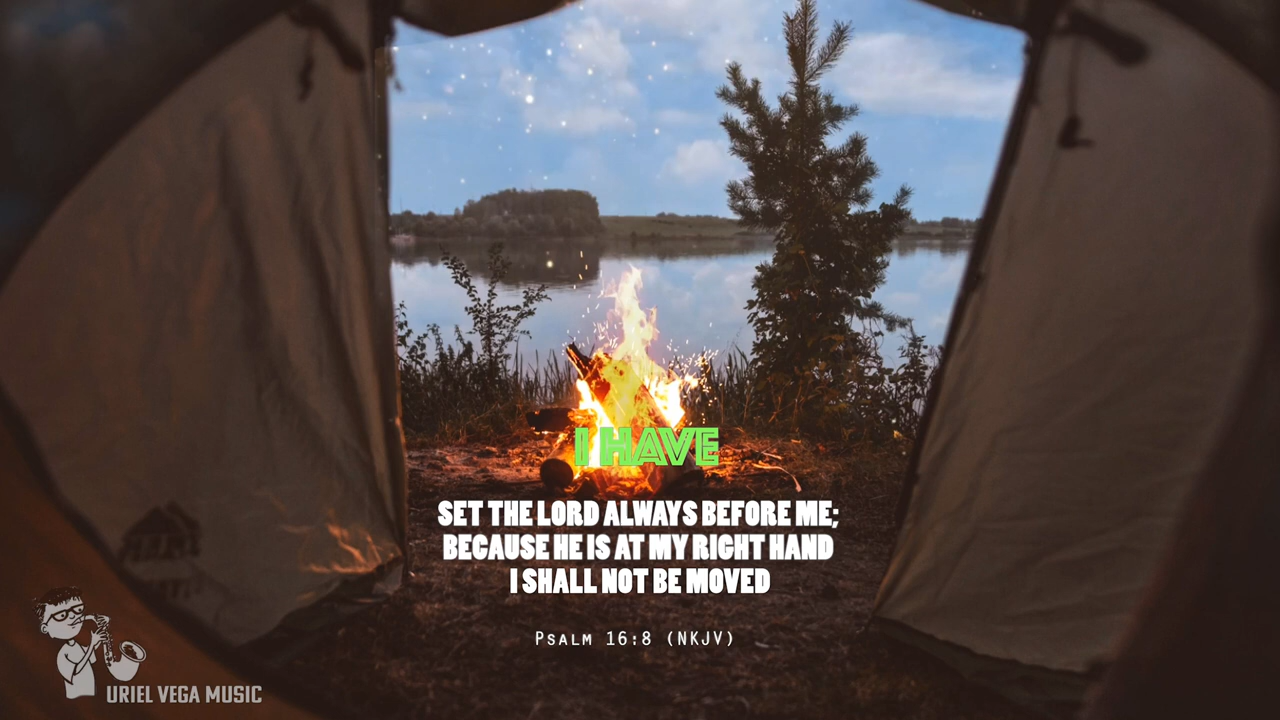 I HAVE
SET THE LORD ALWAYS BEFORE ME;
BECAUSE HE IS AT MY RIGHT HAND
I SHALL NOT BE MOVED
Psalm 16:8 (NKJV)
URIEL VEGA MUSIC